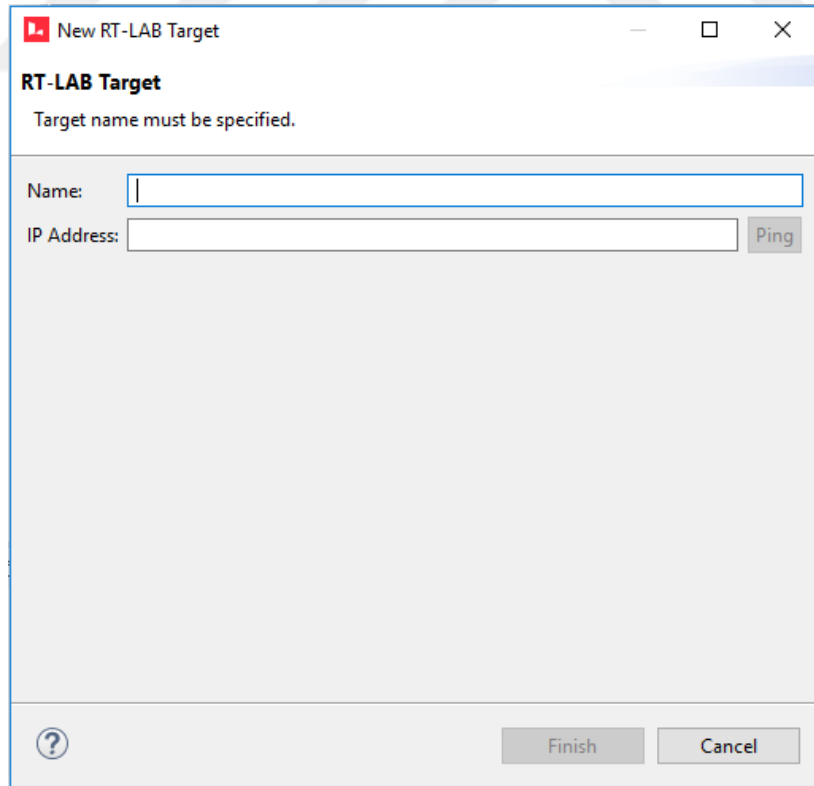 New RT-LAB Target
RT-LAB Target
Target name must be specified.
Name:
IP Address: Ping
?
Finish Cancel